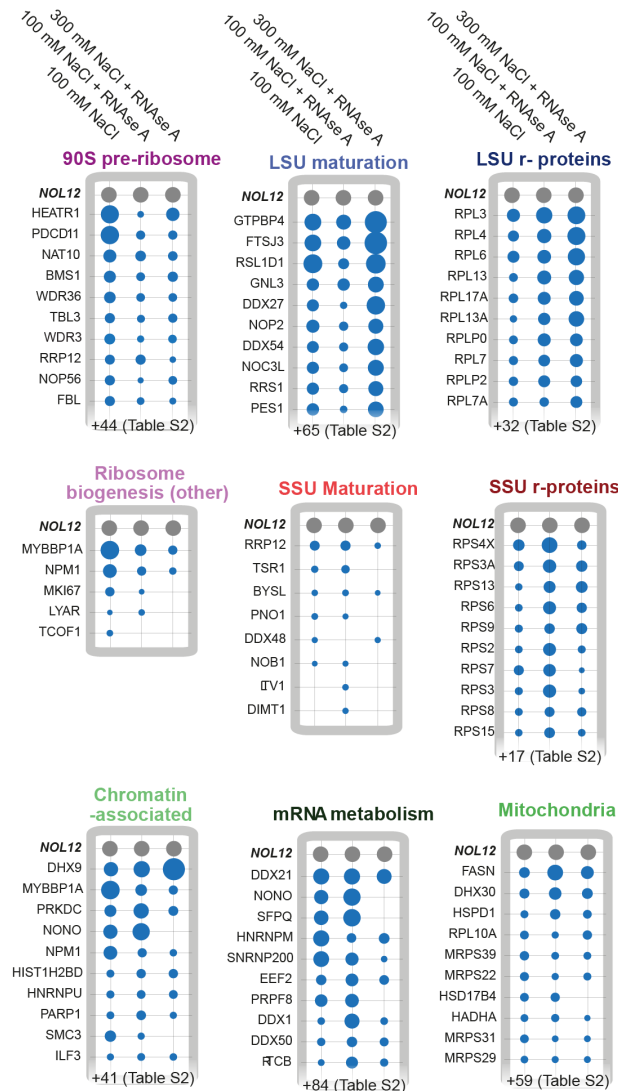 300 mM NaCl + RNAse A
100 mM NaCl + RNAse A
100 mM NaCl
300 mM NaCl + RNAse A
100 mM NaCl + RNAse A
100 mM NaCl
300 mM NaCl + RNAse A
100 mM NaCl + RNAse A
100 mM NaCl
90S pre-ribosome
NOL12
HEATR1
PDCD11
NAT10
BMS1
WDR36
TBL3
WDR3
RRP12
NOP56
FBL
+44 (Table S2)
LSU maturation
NOL12
GTPBP4
FTSJ3
RSL1D1
GNL3
DDX27
NOP2
DDX54
NOC3L
RRS1
PES1
+65 (Table S2)
LSU r- proteins
NOL12
RPL3
RPL4
RPL6
RPL13
RPL17A
RPL13A
RPLP0
RPL7
RPLP2
RPL7A
+32 (Table S2)
Ribosome
biogenesis (other)
NOL12
MYBBP1A
NPM1
MKI67
LYAR
TCOF1
SSU Maturation
NOL12
RRP12
TSR1
BYSL
PNO1
DDX48
NOB1
LTV1
DIMT1
SSU r-proteins
NOL12
RPS4X
RPS3A
RPS13
RPS6
RPS9
RPS2
RPS7
RPS3
RPS8
RPS15
+17 (Table S2)
Chromatin
-associated
NOL12
DHX9
MYBBP1A
PRKDC
NONO
NPM1
HIST1H2BD
HNRNPU
PARP1
SMC3
ILF3
+41 (Table S2)
mRNA metabolism
NOL12
DDX21
NONO
SFPQ
HNRNPM
SNRNP200
EEF2
PRPF8
DDX1
DDX50
RTCB
+84 (Table S2)
Mitochondria
NOL12
FASN
DHX30
HSPD1
RPL10A
MRPS39
MRPS22
HSD17B4
HADHA
MRPS31
MRPS29
+59 (Table S2)